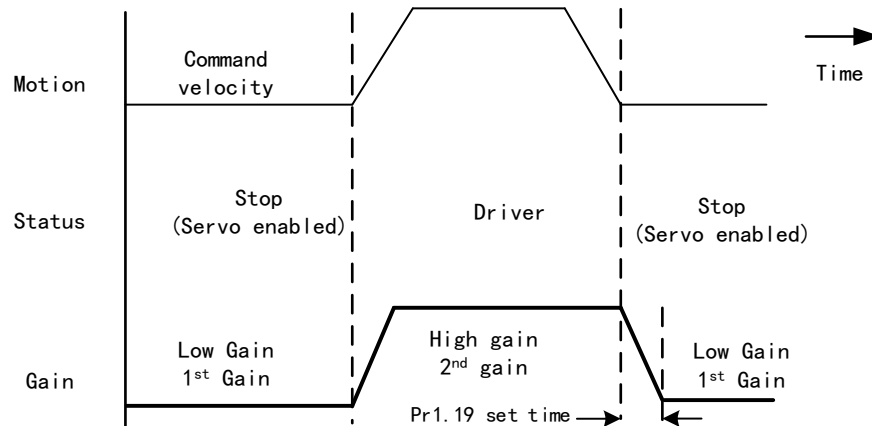 Motion
Command
velocity
Time
Status
Stop
(Servo enabled)
Driver
Stop
(Servo enabled)
Gain
Low Gain
1st Gain
High gain
2nd gain
Low Gain
1st Gain
Pr1.19 set time